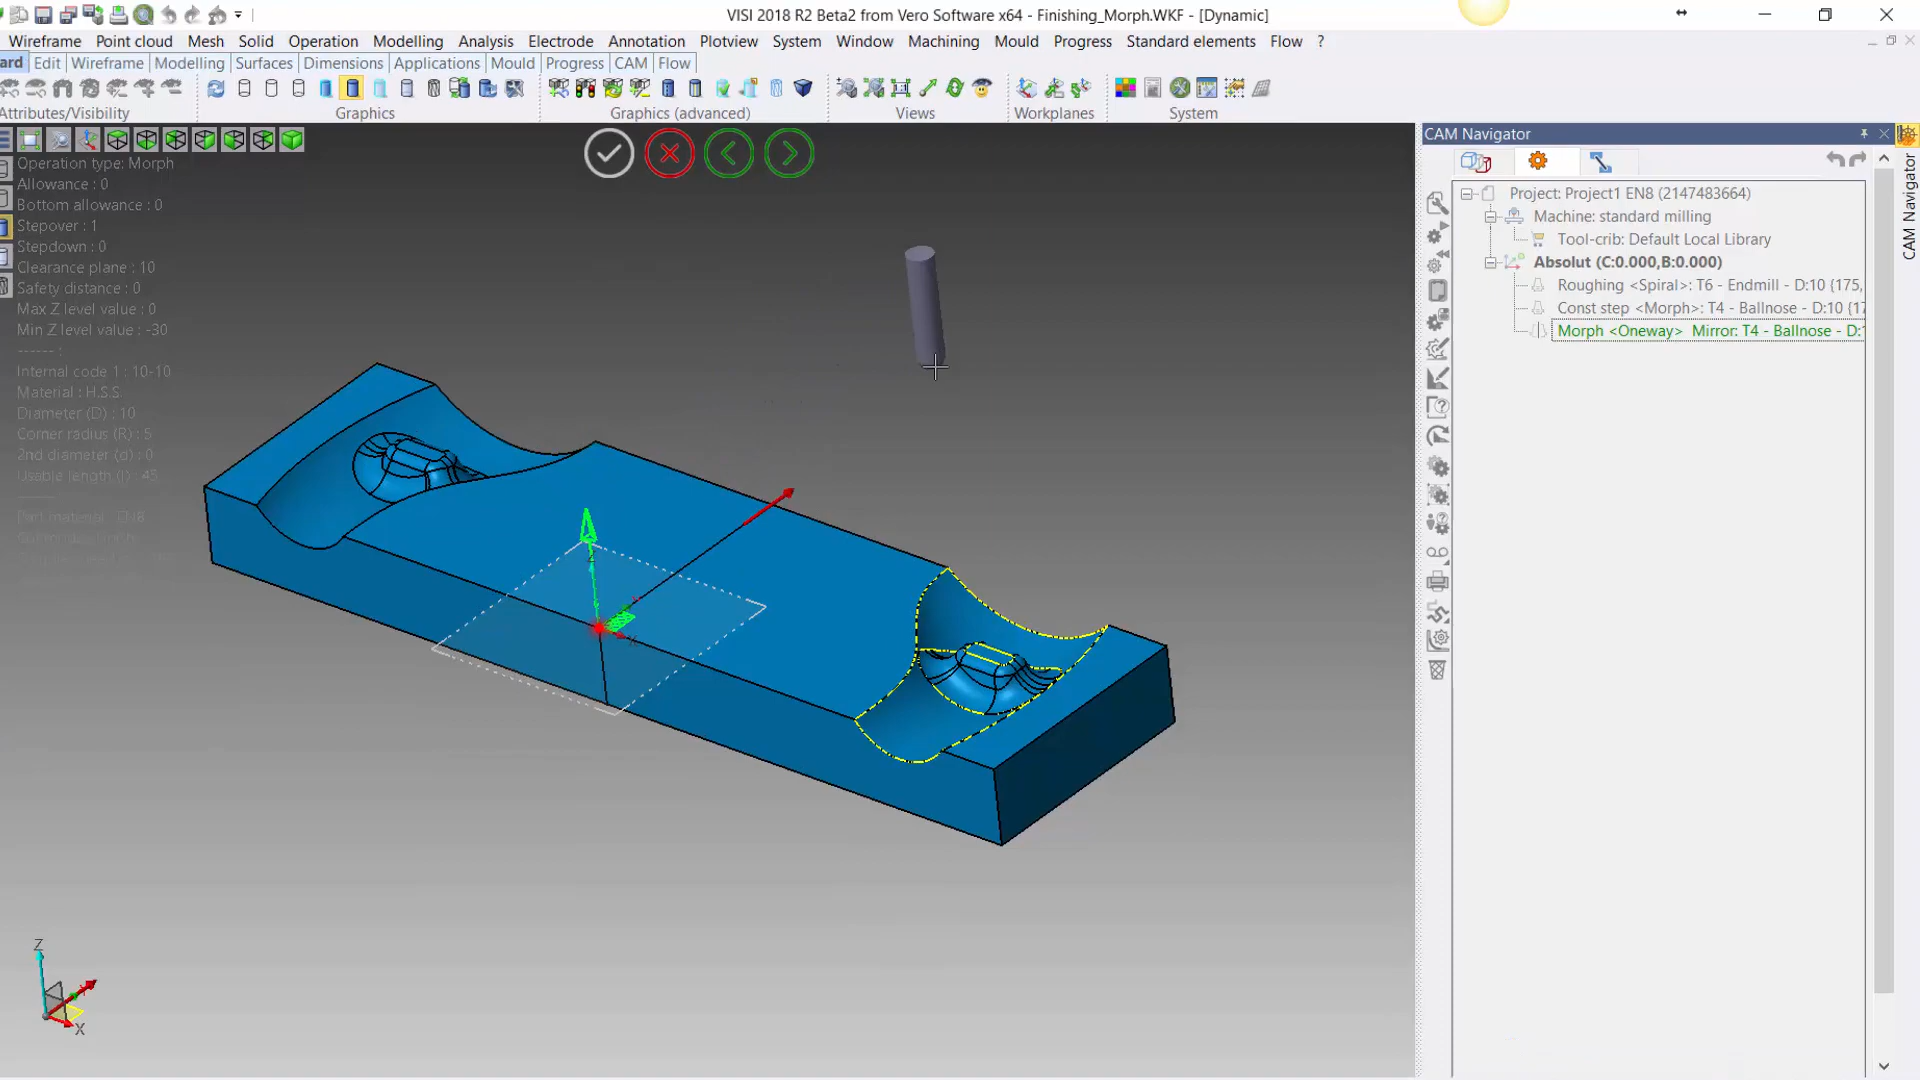 VISI 2018 R2 Beta2 from Vero Software x64 - Finishing_Morph.WKF - [Dynamic]
Wireframe Point cloud Mesh Solid Operation Modelling Analysis Electrode Annotation Plotview System Window Machining Mould Progress Standard elements Flow ?
ard Edit Wireframe Modelling Surfaces Dimensions Applications Mould Progress CAM Flow
Attributes/Visibility Graphics Graphics (advanced) Views Workplanes System
Operation type: Morph
Allowance : 0
Bottom allowance : 0
Stepover : 1
Stepdown : 0
Clearance plane : 10
Safety distance : 0
Max Z level value : 0
Min Z level value : -30
------ :
Internal code 1 : 10-10
Material : H.S.S.
Diameter (D) : 10
Corner radius (R) : 5
2nd diameter (d) : 0
Usable length (l) : 45
Part material : EN8
Z
X
CAM Navigator
Project: Project1 EN8 (2147483664)
Machine: standard milling
Tool-crib: Default Local Library
Absolut (C:0.000,B:0.000)
Roughing <Spiral>: T6 - Endmill - D:10 {175,
Const step <Morph>: T4 - Ballnose - D:10 {17
Morph <Oneway> Mirror: T4 - Ballnose - D:
CAM Navigator